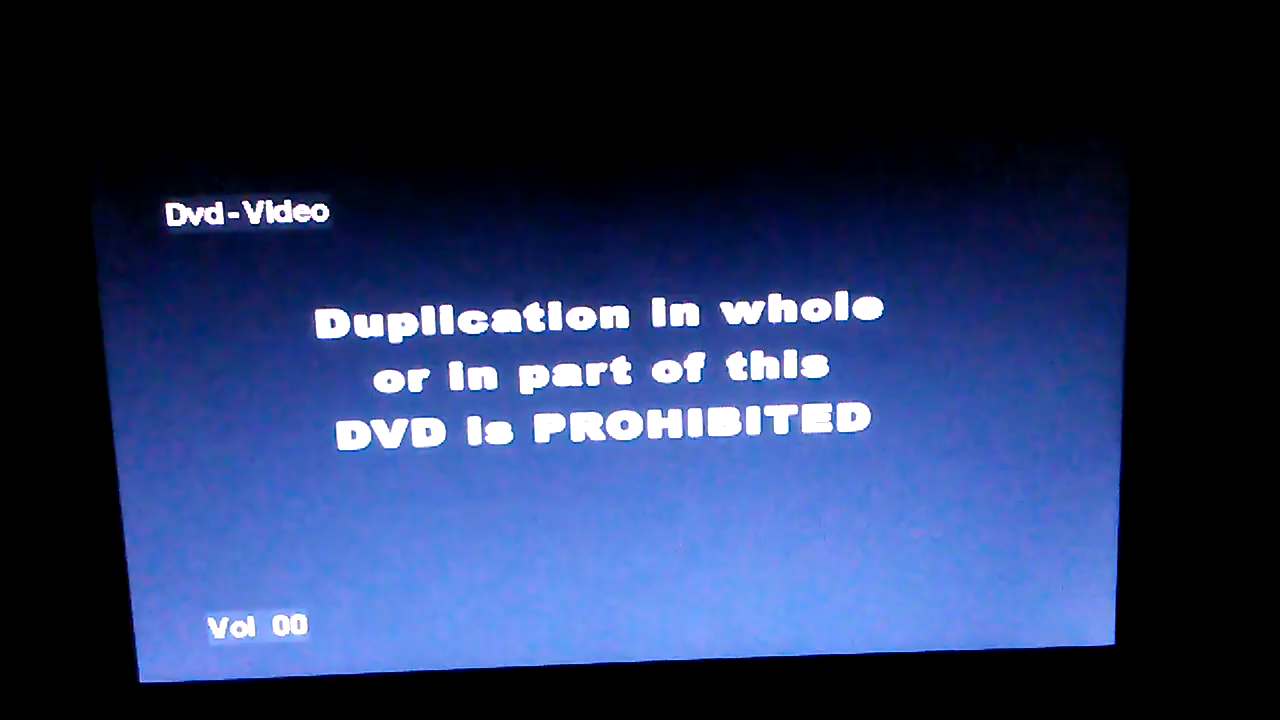 Dvd-Video
Duplication in whole
or in part of this
DVD is PROHIBITED
Vol 00